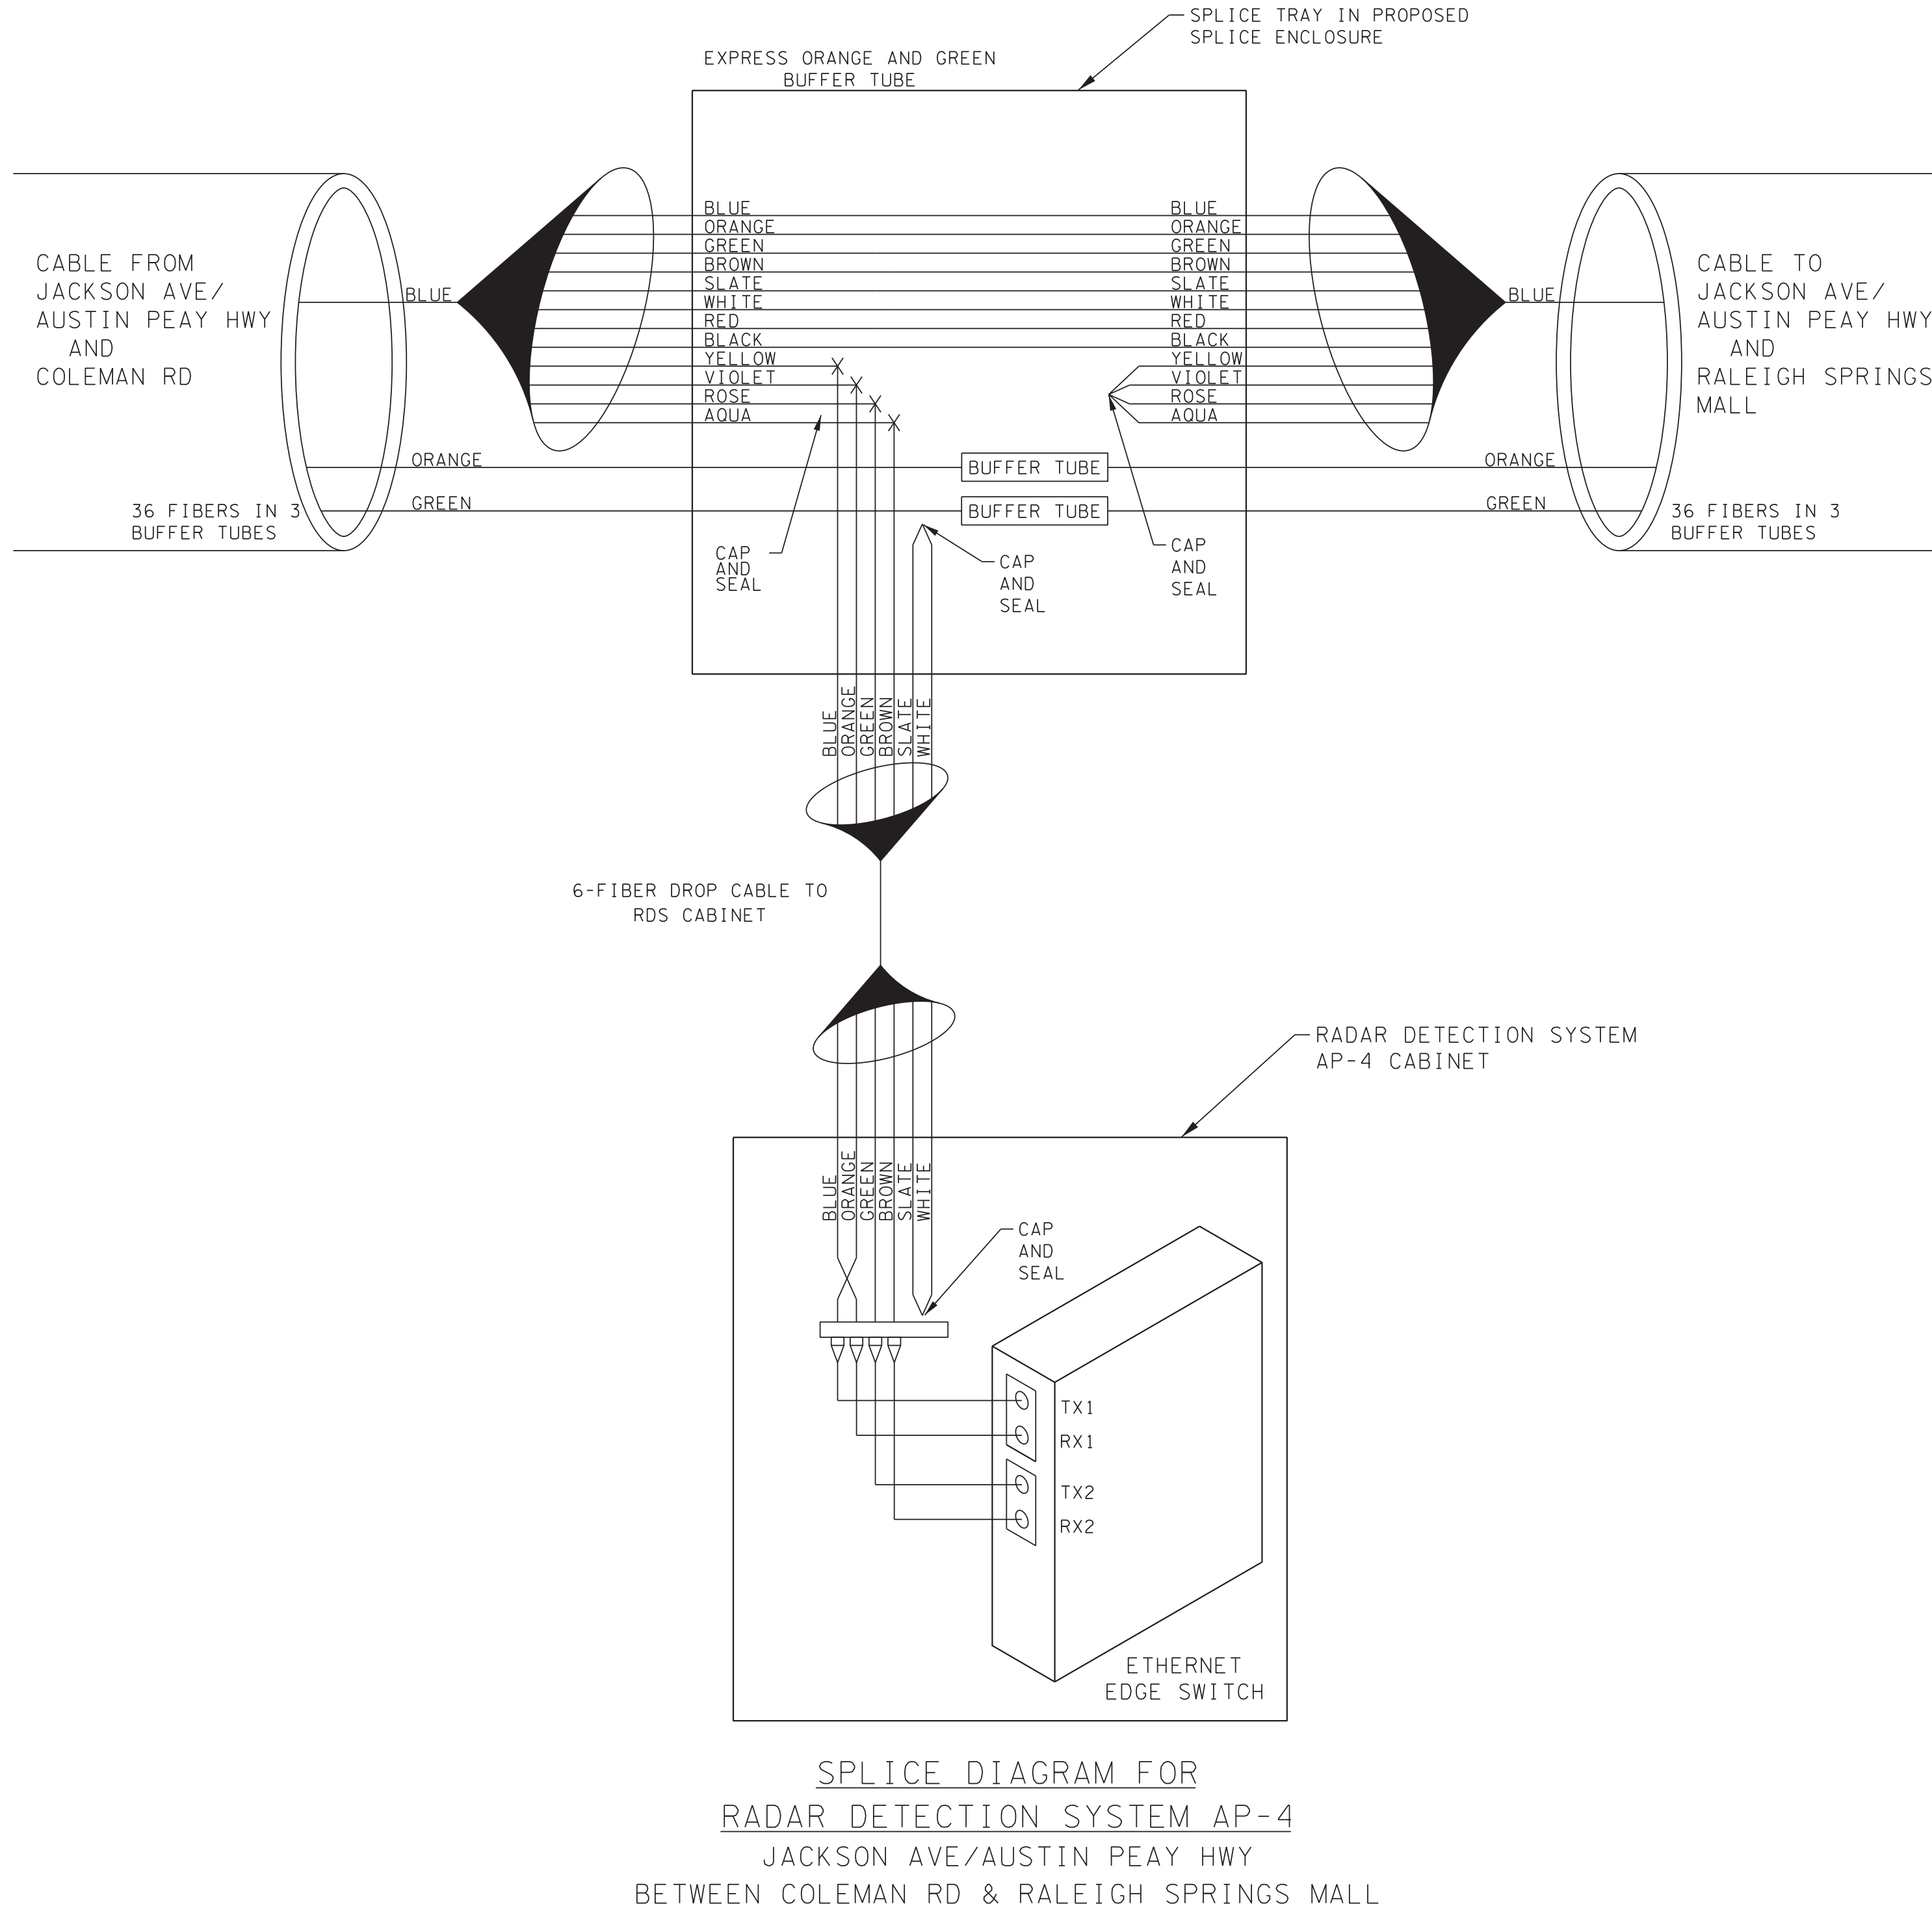 SPLICE TRAY IN PROPOSED
SPLICE ENCLOSURE
EXPRESS ORANGE AND GREEN
BUFFER TUBE
CABLE FROM
JACKSON AVE/
AUSTIN PEAY HWY
AND
COLEMAN RD
36 FIBERS IN 3
BUFFER TUBES
BLUE
ORANGE
GREEN
BLUE
ORANGE
GREEN
BROWN
SLATE
WHITE
RED
BLACK
YELLOW
VIOLET
ROSE
AQUA
BLUE
ORANGE
GREEN
BROWN
SLATE
WHITE
RED
BLACK
YELLOW
VIOLET
ROSE
AQUA
BUFFER TUBE
BUFFER TUBE
BLUE
ORANGE
GREEN
CABLE TO
JACKSON AVE/
AUSTIN PEAY HWY
AND
RALEIGH SPRINGS
MALL
36 FIBERS IN 3
BUFFER TUBES
CAP
AND
SEAL
CAP
AND
SEAL
CAP
AND
SEAL
BLUE
ORANGE
GREEN
BROWN
SLATE
WHITE
6-FIBER DROP CABLE TO
RDS CABINET
RADAR DETECTION SYSTEM
AP-4 CABINET
BLUE
ORANGE
GREEN
BROWN
SLATE
WHITE
CAP
AND
SEAL
TX1
RX1
TX2
RX2
ETHERNET
EDGE SWITCH
SPLICE DIAGRAM FOR
RADAR DETECTION SYSTEM AP-4
JACKSON AVE/AUSTIN PEAY HWY
BETWEEN COLEMAN RD & RALEIGH SPRINGS MALL